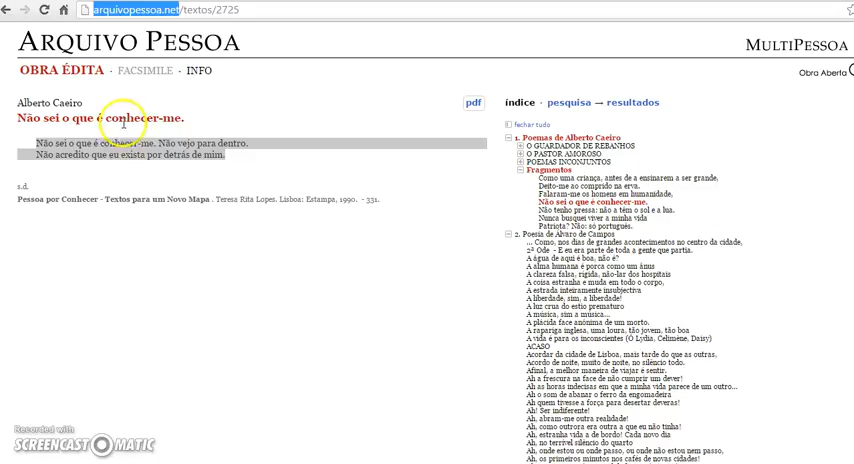 arquivopessoa.net/textos/2725
ARQUIVO PESSOA
MULTIPESSOA
OBRA ÉDITA · FACSIMILE · INFO
Obra Aberta
Alberto Caeiro
pdf
Não sei o que é conhecer-me.
Não sei o que é conhecer-me. Não vejo para dentro.
Não acredito que eu exista por detrás de mim.
s.d.
Pessoa por Conhecer - Textos para um Novo Mapa . Teresa Rita Lopes. Lisboa: Estampa, 1990. - 331.
índice · pesquisa → resultados
fechar tudo
1. Poemas de Alberto Caeiro
O GUARDADOR DE REBANHOS
O PASTOR AMOROSO
POEMAS INCONJUNTOS
Fragmentos
Como uma criança, antes de a ensinarem a ser grande,
Deito-me ao comprido na erva.
Falaram-me os homens em humanidade,
Não sei o que é conhecer-me.
Não tenho pressa: não a têm o sol e a lua.
Nunca busquei viver a minha vida
Patriota? Não: só português.
2. Poesia de Álvaro de Campos
... Como, nos dias de grandes acontecimentos no centro da cidade,
2ª Ode - E eu era parte de toda a gente que partia.
A água de aqui é boa, não é?
A alma humana é porca como um ânus
A clareza falsa, rígida, não-lar dos hospitais
A coisa estranha e muda em todo o corpo,
A estrada inteiramente insubjectiva
A liberdade, sim, a liberdade!
A luz crua do estio prematuro
A música, sim a música...
A plácida face anónima de um morto.
A rapariga inglesa, uma loura, tão jovem, tão boa
A vida é para os inconscientes (Ó Lydia, Celimène, Daisy)
ACASO
Acordar da cidade de Lisboa, mais tarde do que as outras,
Acordo de noite, muito de noite, no silêncio todo.
Afinal, a melhor maneira de viajar é sentir.
Ah a frescura na face de não cumprir um dever!
Ah as horas indecisas em que a minha vida parece de um outro...
Ah o som de abanar o ferro da engomadeira
Ah quem tivesse a força para desertar deveras!
Ah! Ser indiferente!
Ah, abram-me outra realidade!
Ah, como outrora era outra a que eu não tinha!
Ah, estranha vida a de bordo! Cada novo dia
Ah, no terrível silêncio do quarto
Ah, onde estou ou onde passo, ou onde não estou nem passo,
Ah, os primeiros minutos nos cafés de novas cidades!
Recorded with
SCREENCAST MATIC